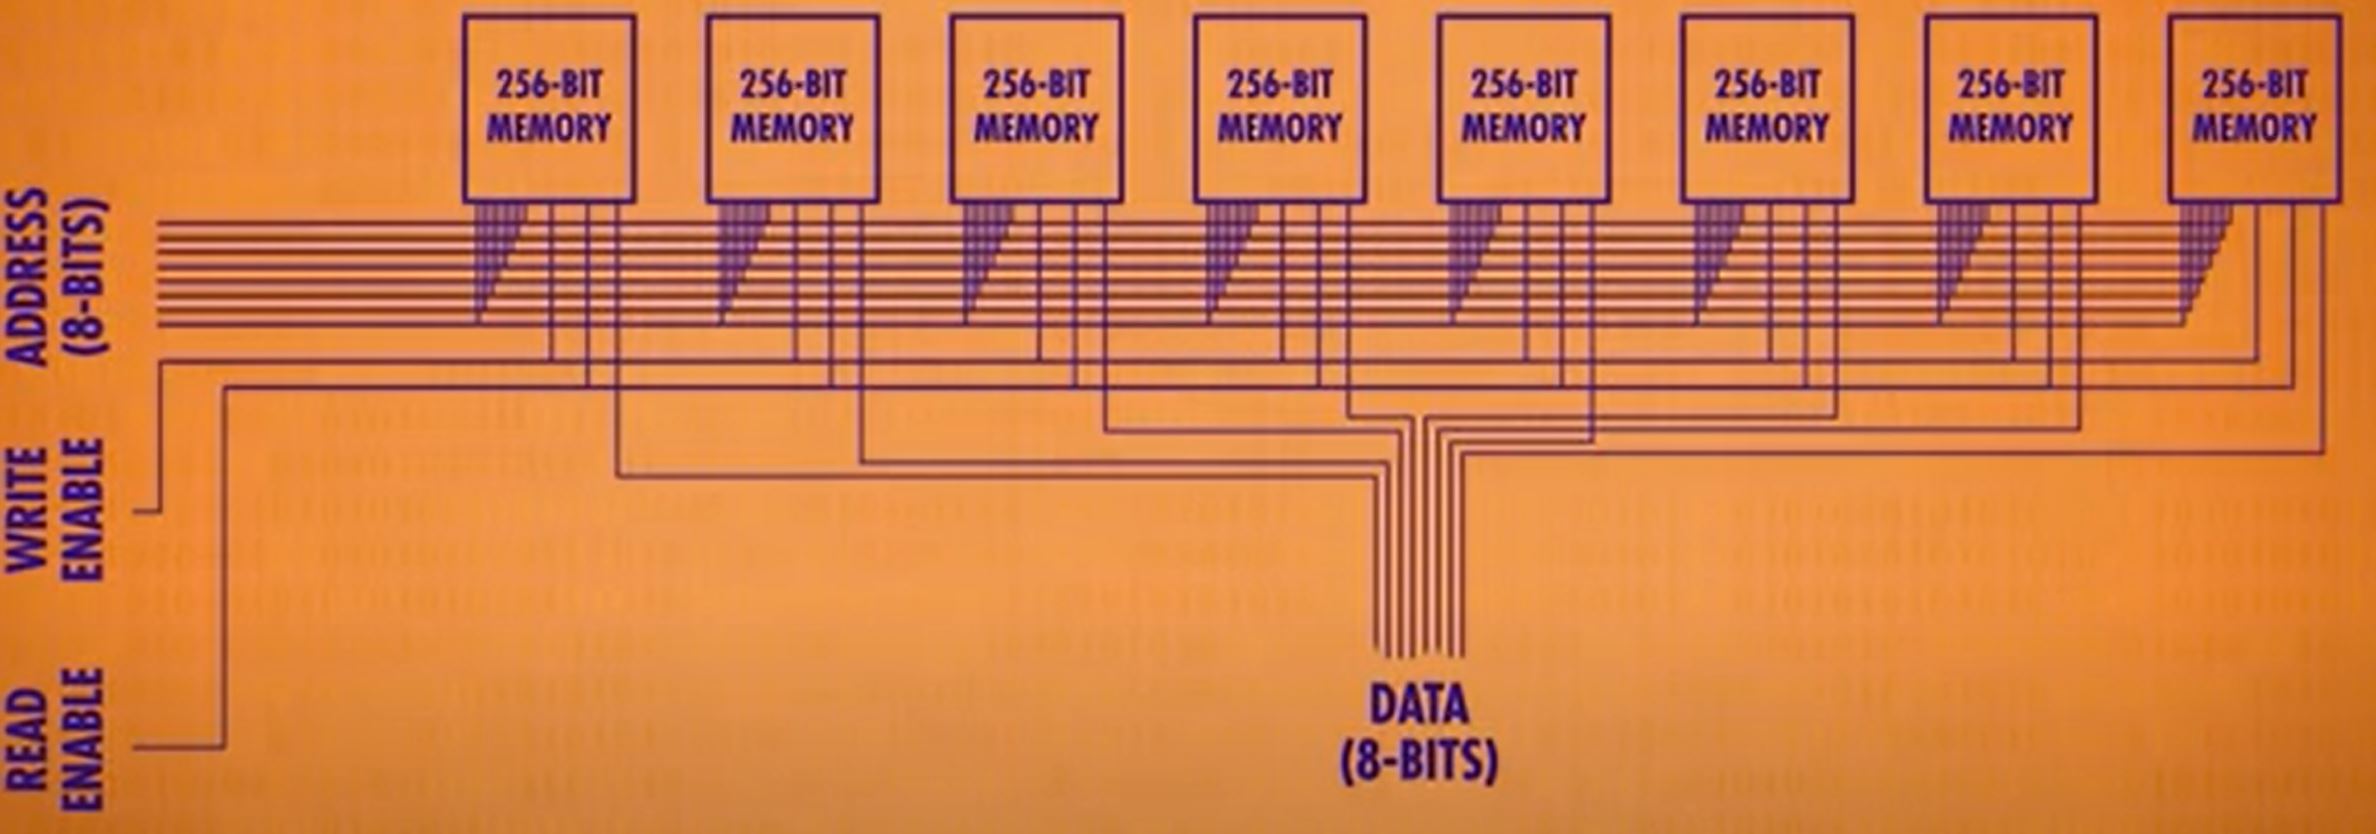 256-BIT
MEMORY
256-BIT
MEMORY
256-BIT
MEMORY
256-BIT
MEMORY
256-BIT
MEMORY
256-BIT
MEMORY
256-BIT
MEMORY
256-BIT
MEMORY
ADDRESS
(8-BITS)
WRITE
ENABLE
READ
ENABLE
DATA
(8-BITS)